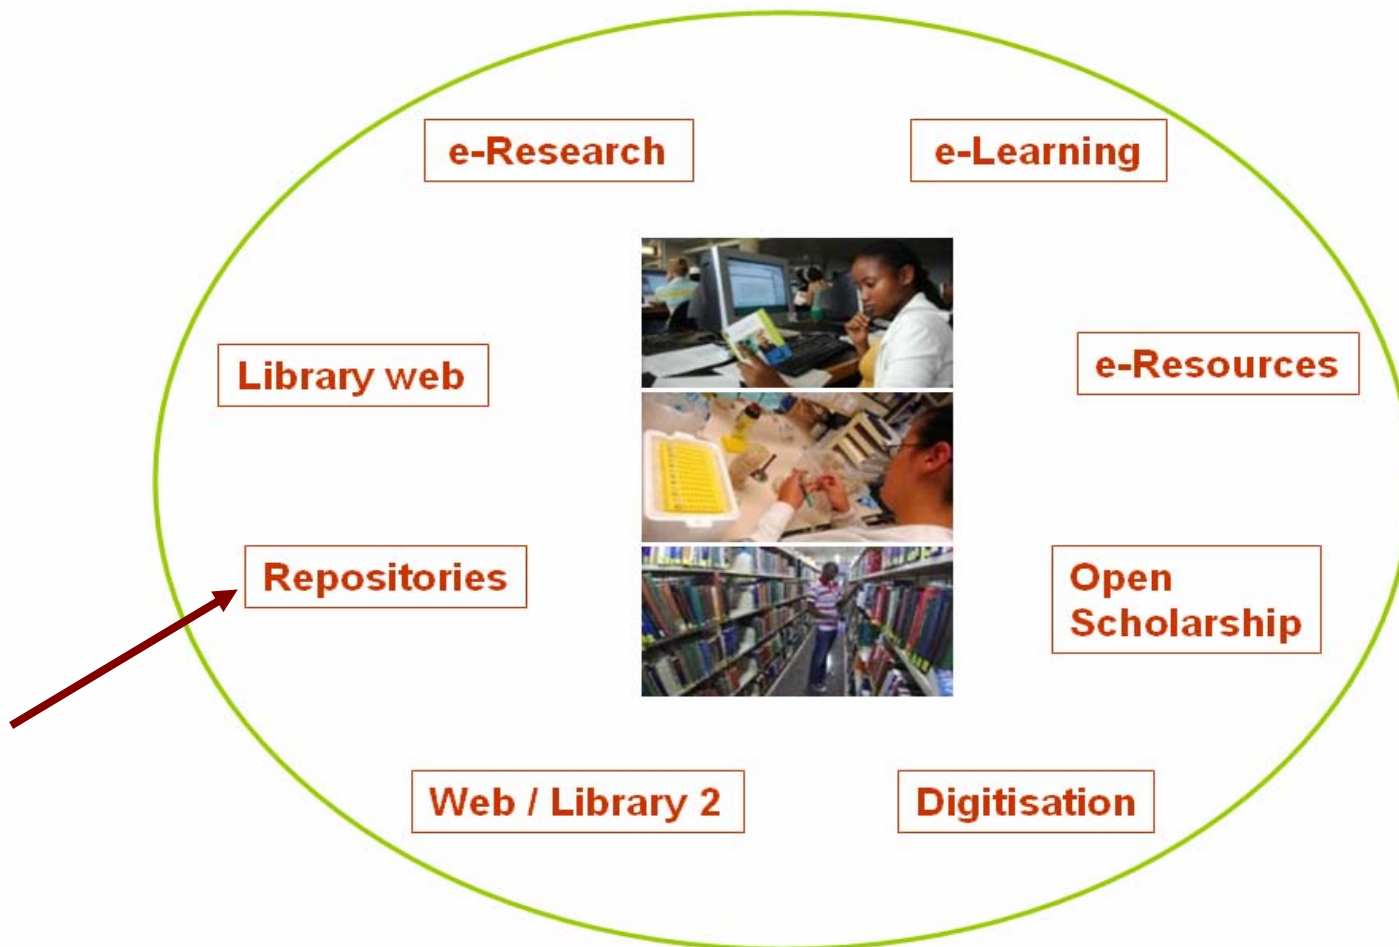 e-Research
e-Learning
Library web
e-Resources
Repositories
Open
Scholarship
Web / Library 2
Digitisation